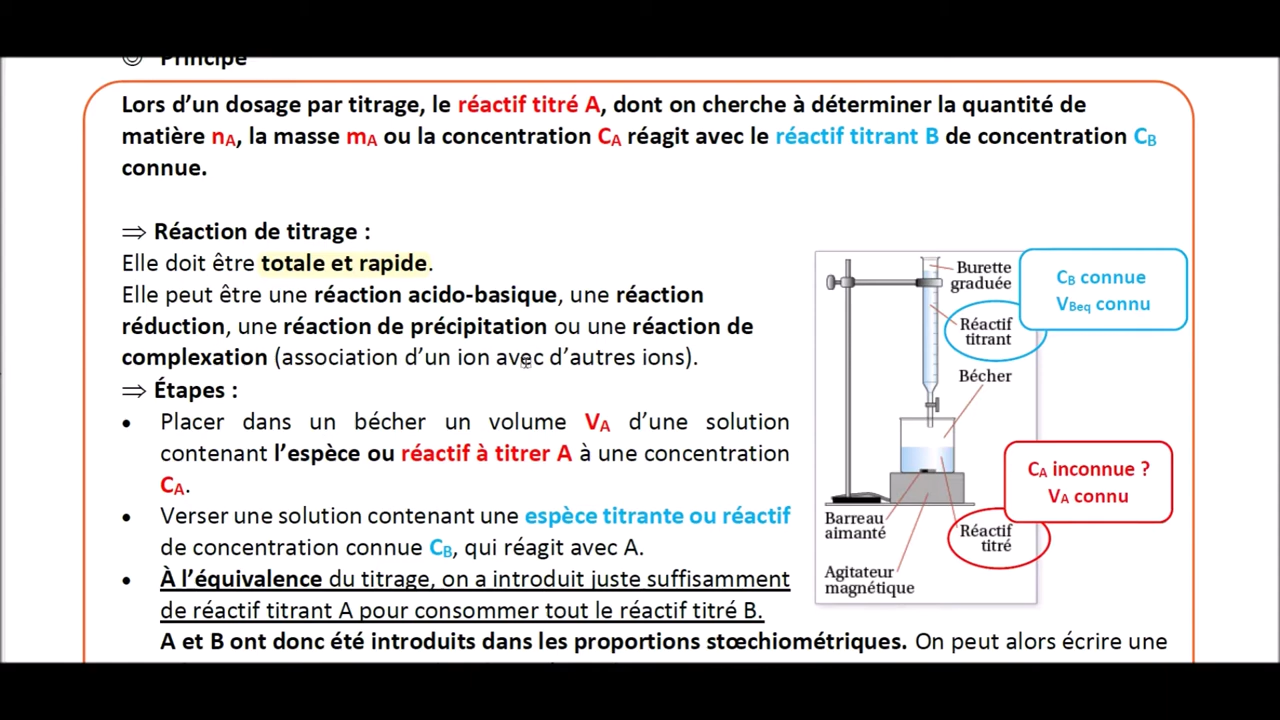 Principe
Lors d’un dosage par titrage, le réactif titré A, dont on cherche à déterminer la quantité de
matière nA, la masse mA ou la concentration CA réagit avec le réactif titrant B de concentration CB
connue.
⇒ Réaction de titrage :
Elle doit être totale et rapide.
Elle peut être une réaction acido-basique, une réaction
réduction, une réaction de précipitation ou une réaction de
complexation (association d’un ion avec d’autres ions).
⇒ Étapes :
• Placer dans un bécher un volume VA d’une solution
contenant l’espèce ou réactif à titrer A à une concentration
CA.
• Verser une solution contenant une espèce titrante ou réactif
de concentration connue CB, qui réagit avec A.
• À l’équivalence du titrage, on a introduit juste suffisamment
de réactif titrant A pour consommer tout le réactif titré B.
A et B ont donc été introduits dans les proportions stœchiométriques. On peut alors écrire une
Burette
graduée
CB connue
VBeq connu
Réactif
titrant
Bécher
CA inconnue ?
VA connu
Barreau
aimanté
Réactif
titré
Agitateur
magnétique